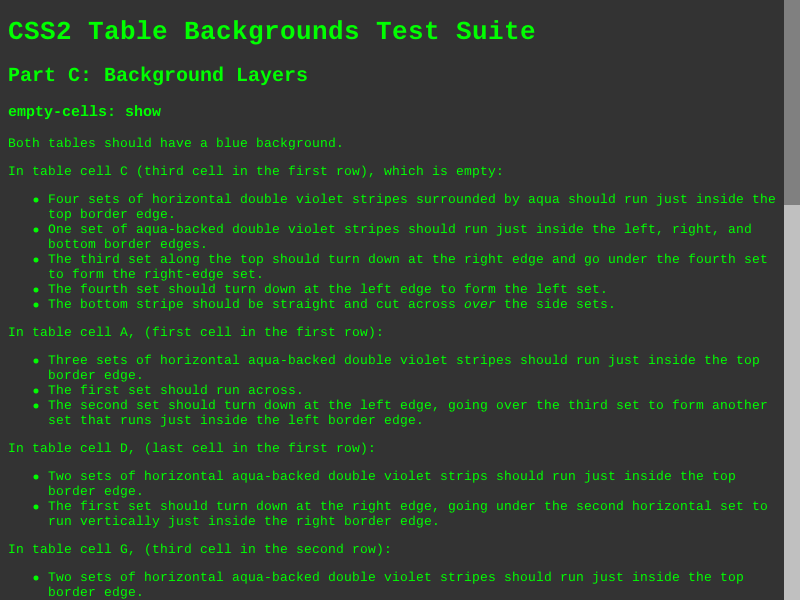 CSS2 Table Backgrounds Test Suite
Part C: Background Layers
empty-cells: show
Both tables should have a blue background.
In table cell C (third cell in the first row), which is empty:
• Four sets of horizontal double violet stripes surrounded by aqua should run just inside the
top border edge.
• One set of aqua-backed double violet stripes should run just inside the left, right, and
bottom border edges.
• The third set along the top should turn down at the right edge and go under the fourth set
to form the right-edge set.
• The fourth set should turn down at the left edge to form the left set.
• The bottom stripe should be straight and cut across over the side sets.
In table cell A, (first cell in the first row):
• Three sets of horizontal aqua-backed double violet stripes should run just inside the top
border edge.
• The first set should run across.
• The second set should turn down at the left edge, going over the third set to form another
set that runs just inside the left border edge.
In table cell D, (last cell in the first row):
• Two sets of horizontal aqua-backed double violet strips should run just inside the top
border edge.
• The first set should turn down at the right edge, going under the second horizontal set to
run vertically just inside the right border edge.
In table cell G, (third cell in the second row):
• Two sets of horizontal aqua-backed double violet stripes should run just inside the top
border edge.